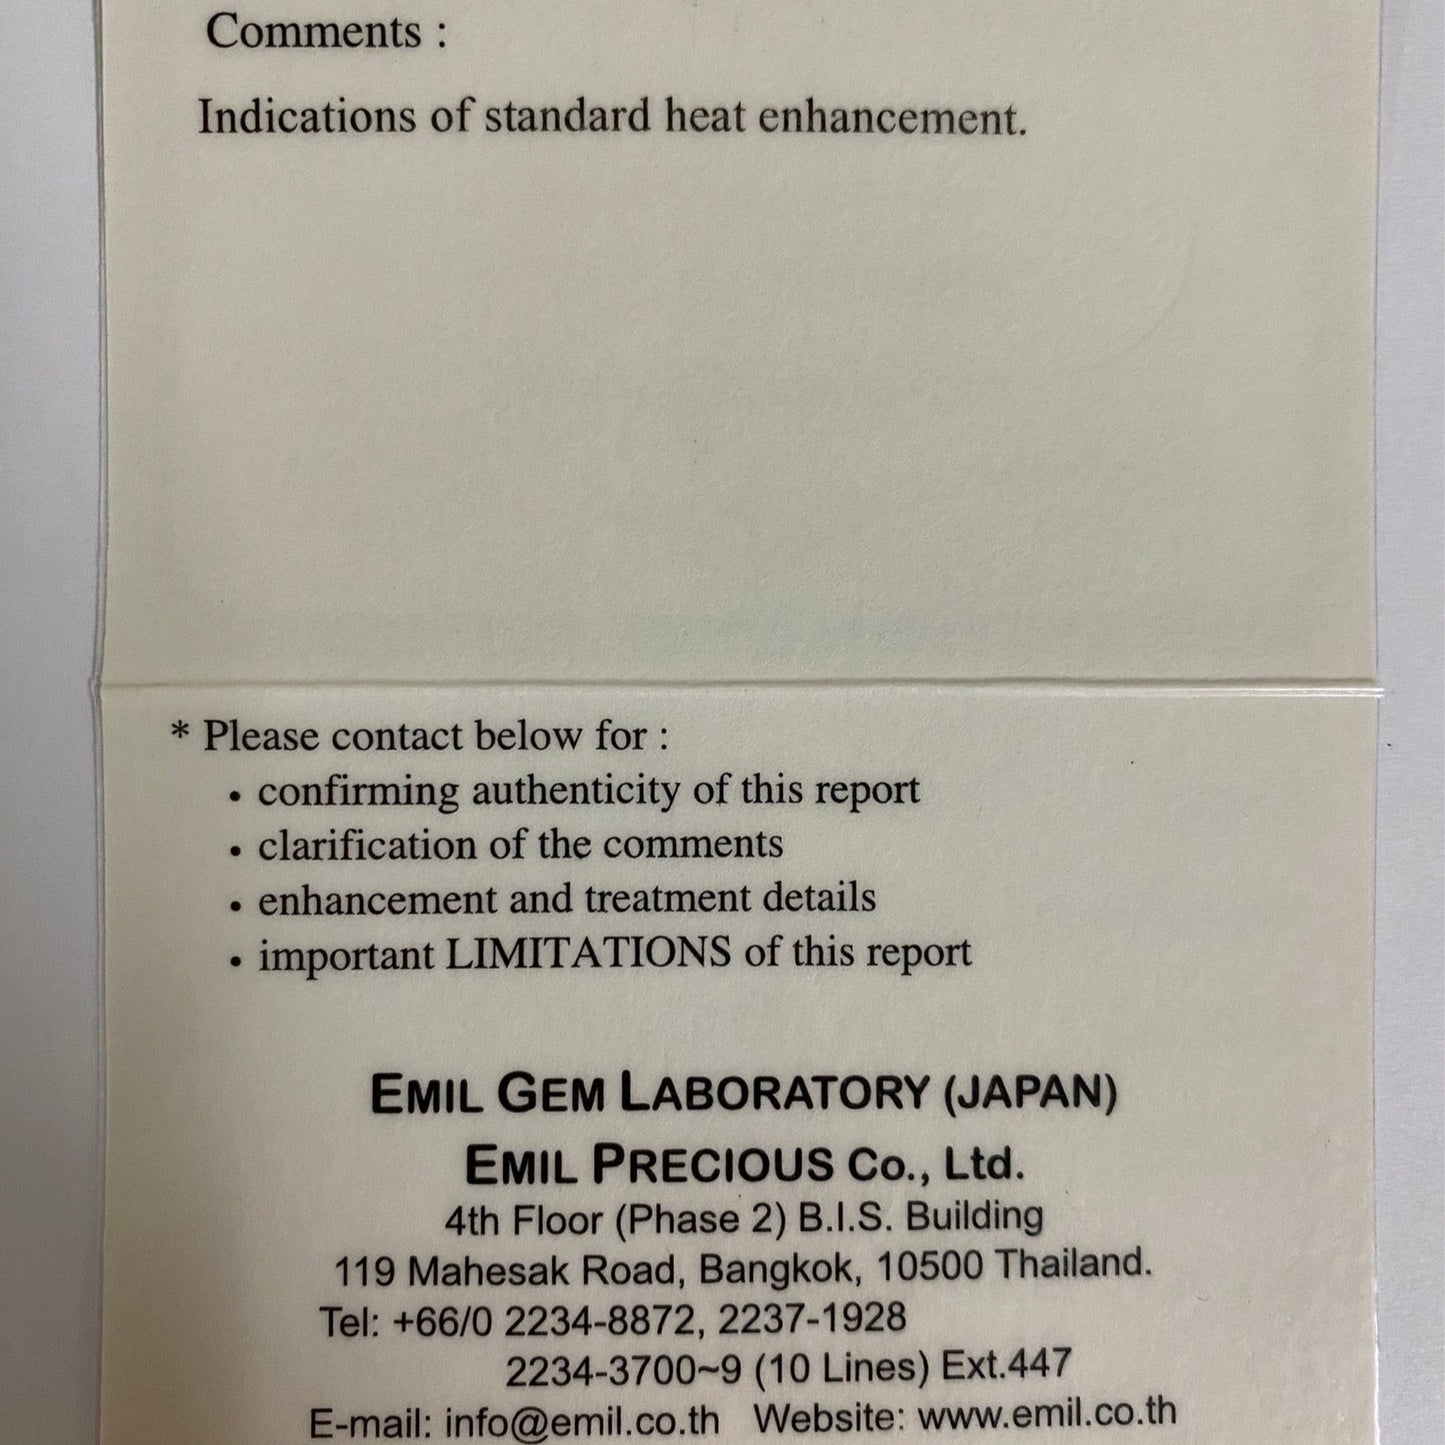 Comments :
Indications of standard heat enhancement.
* Please contact below for :
• confirming authenticity of this report
• clarification of the comments
• enhancement and treatment details
• important LIMITATIONS of this report
EMIL GEM LABORATORY (JAPAN)
EMIL PRECIOUS Co., Ltd.
4th Floor (Phase 2) B.I.S. Building
119 Mahesak Road, Bangkok, 10500 Thailand.
Tel: +66/0 2234-8872, 2237-1928
2234-3700~9 (10 Lines) Ext.447
E-mail: info@emil.co.th Website: www.emil.co.th